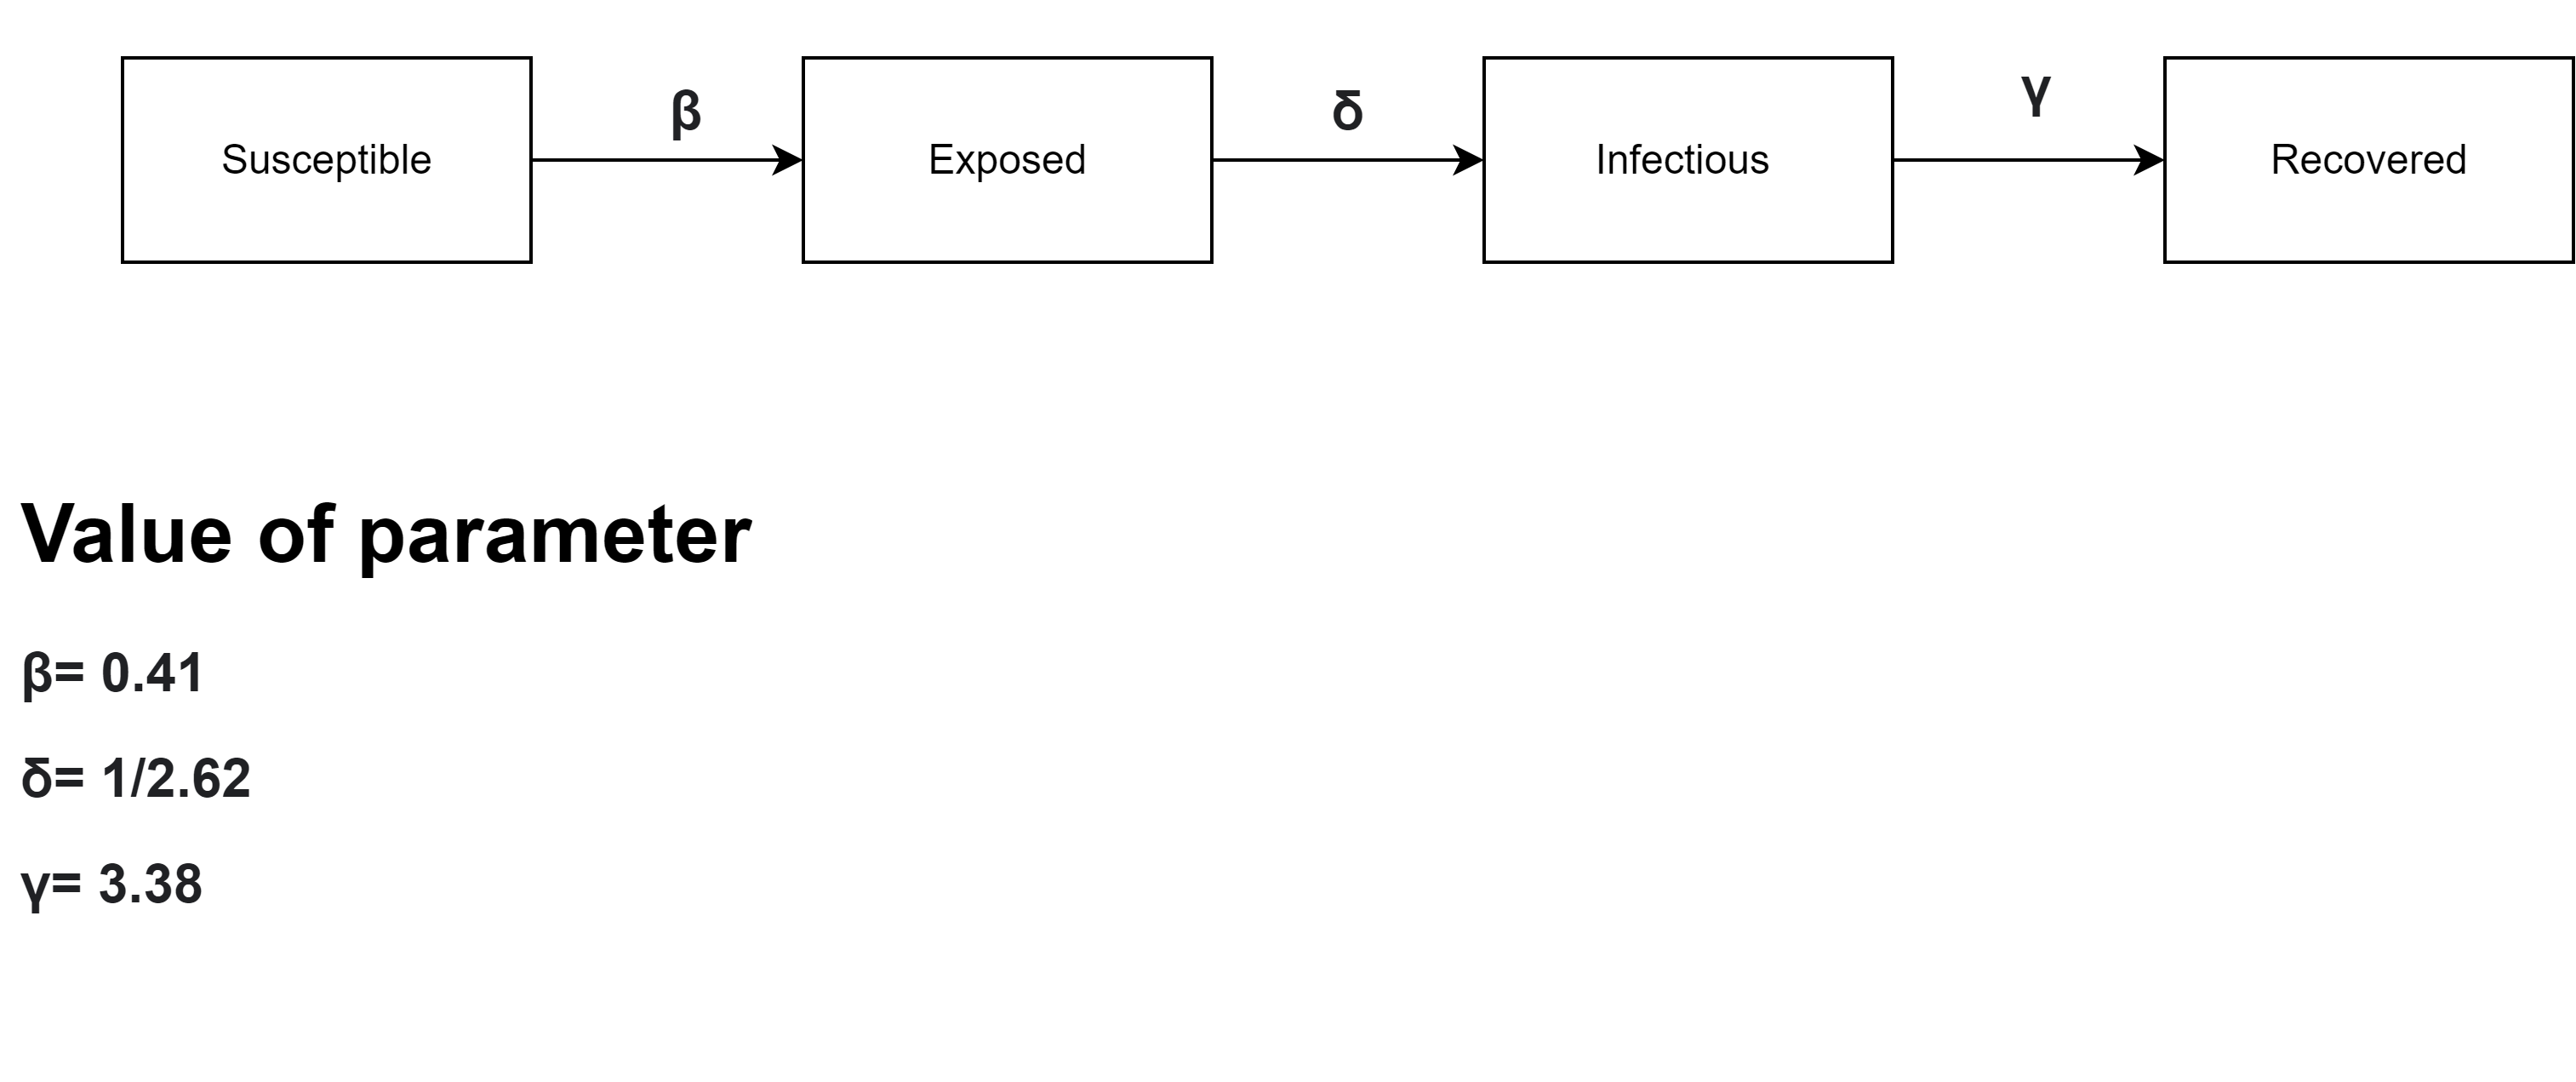 β
δ
γ
Susceptible
Exposed
Infectious
Recovered
Value of parameter
β= 0.41
δ= 1/2.62
γ= 3.38